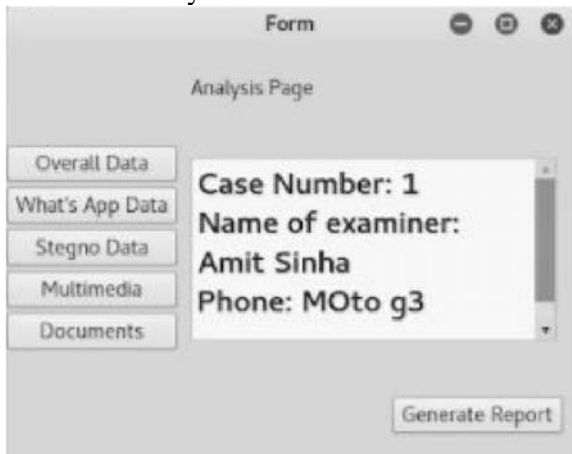 Form
Analysis Page
Overall Data
What's App Data
Stegno Data
Multimedia
Documents
Case Number: 1
Name of examiner:
Amit Sinha
Phone: MOto g3
Generate Report